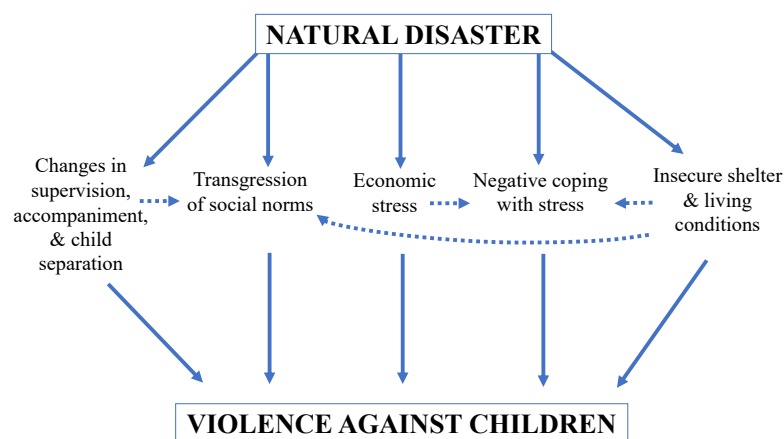 NATURAL DISASTER
Changes in
supervision,
accompaniment,
& child
separation
Transgression
of social norms
Economic
stress
Negative coping
with stress
Insecure shelter
& living
conditions
VIOLENCE AGAINST CHILDREN